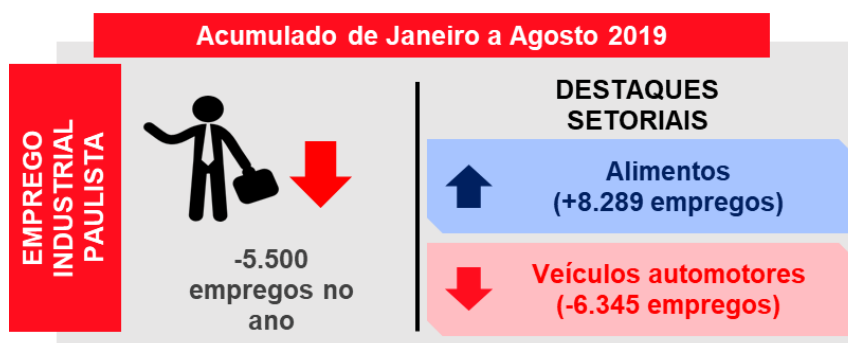 Acumulado de Janeiro a Agosto 2019
EMPREGO
INDUSTRIAL
PAULISTA
-5.500
empregos no
ano
DESTAQUES
SETORIAIS
Alimentos
(+8.289 empregos)
Veículos automotores
(-6.345 empregos)